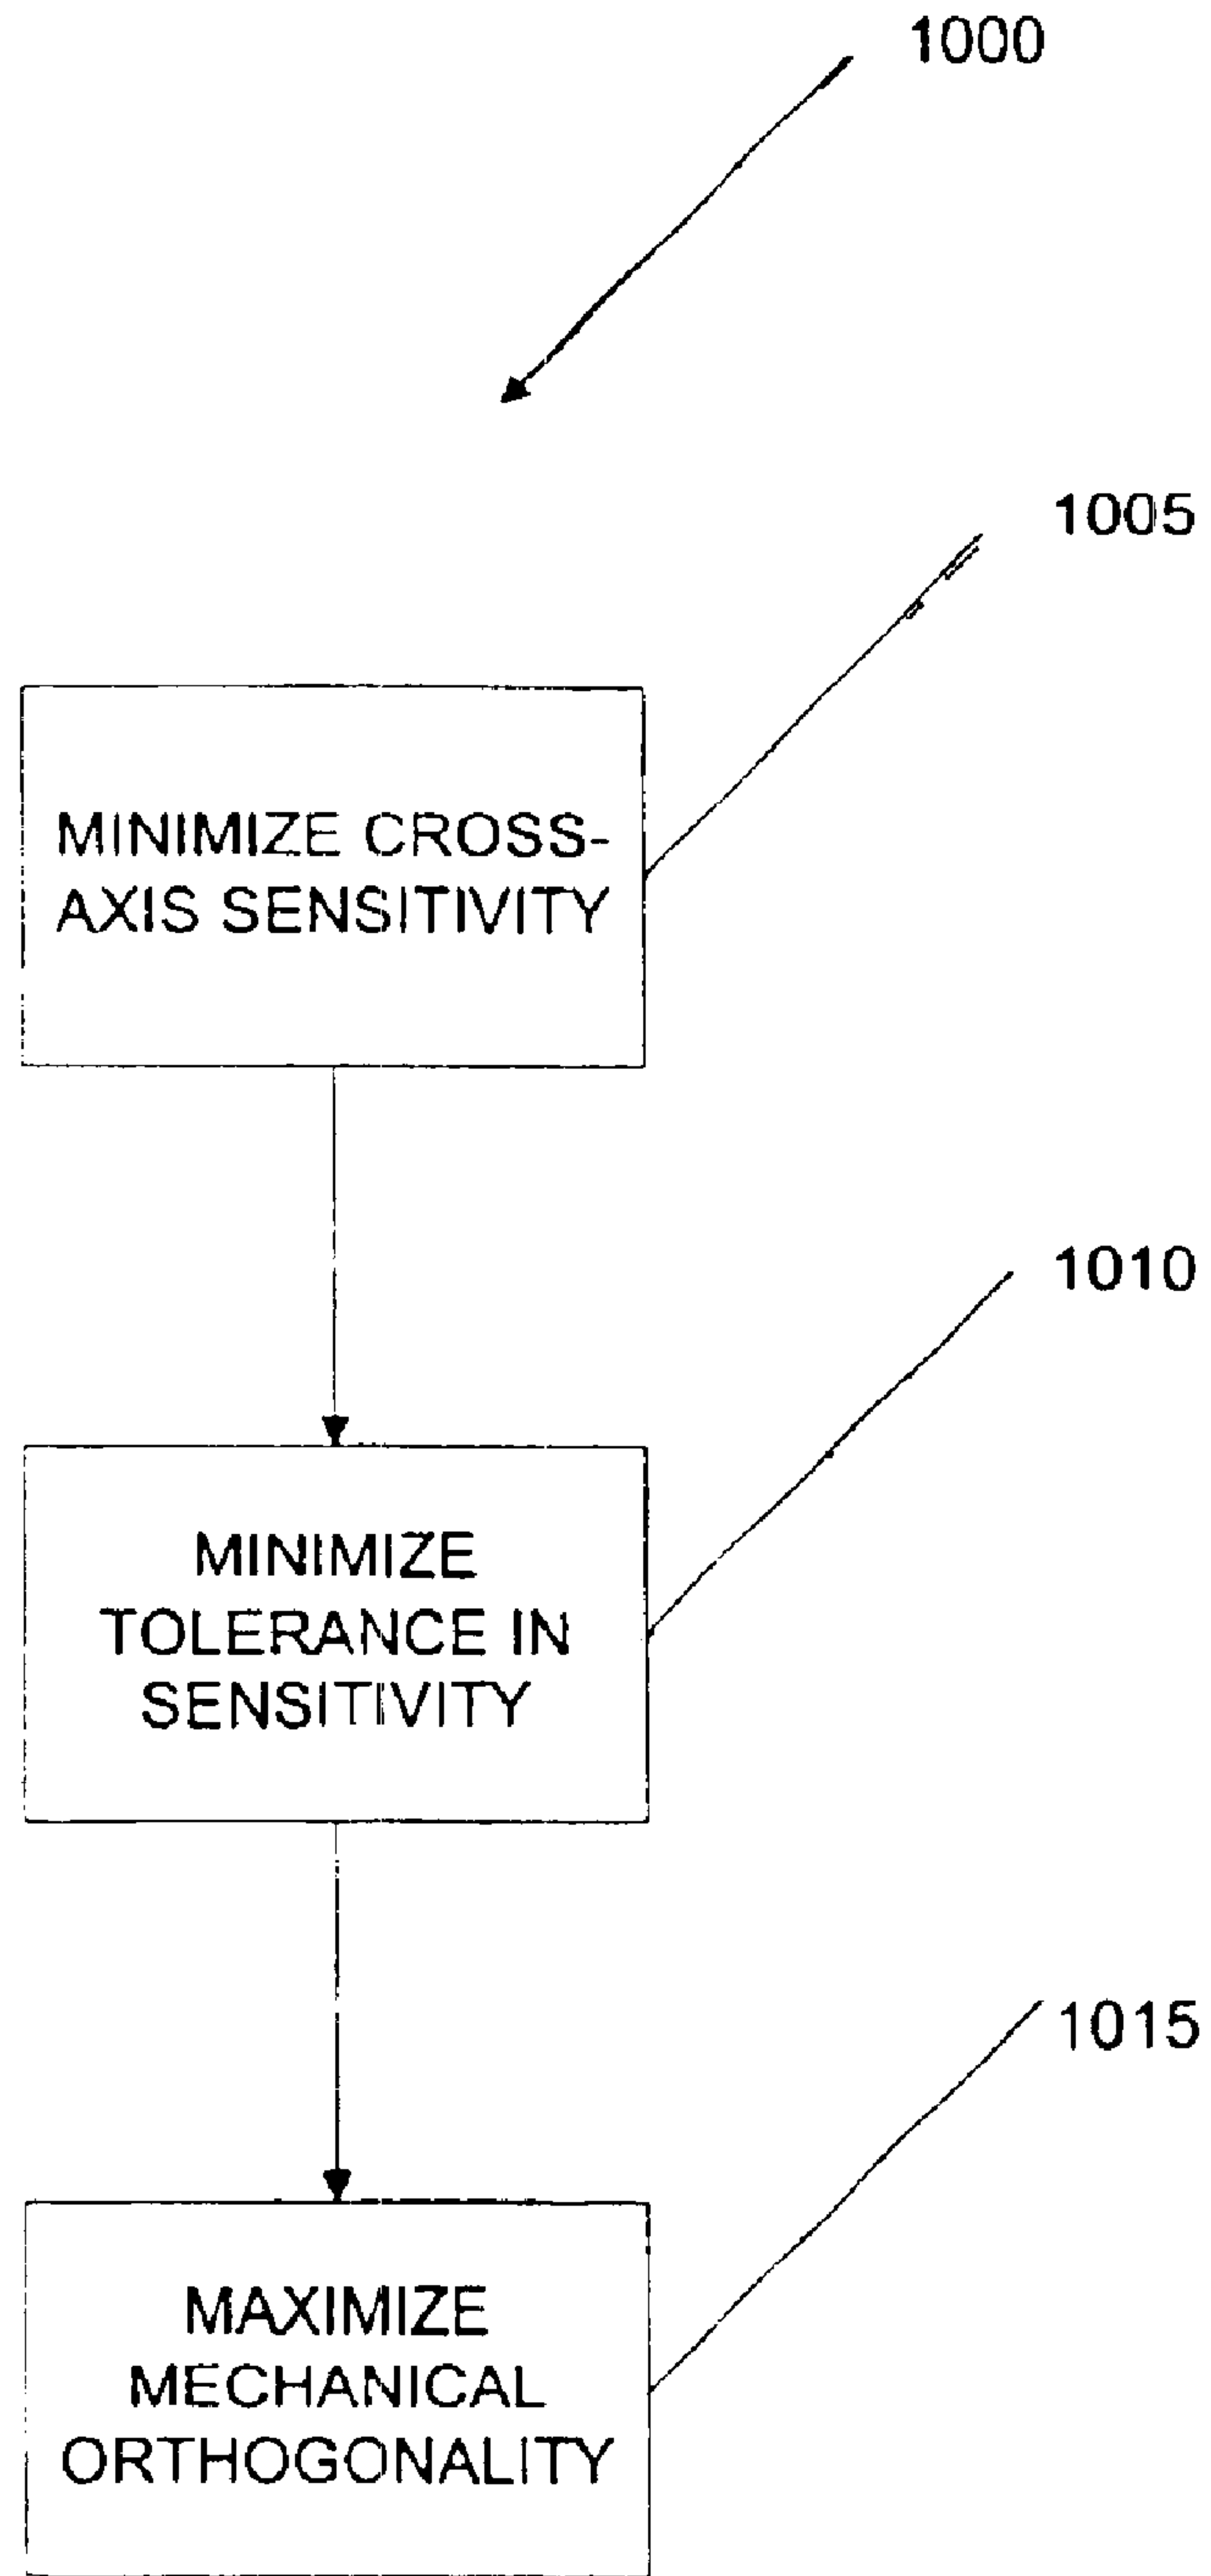 1000
1005
MINIMIZE CROSS-
AXIS SENSITIVITY
1010
MINIMIZE
TOLERANCE IN
SENSITIVITY
1015
MAXIMIZE
MECHANICAL
ORTHOGONALITY